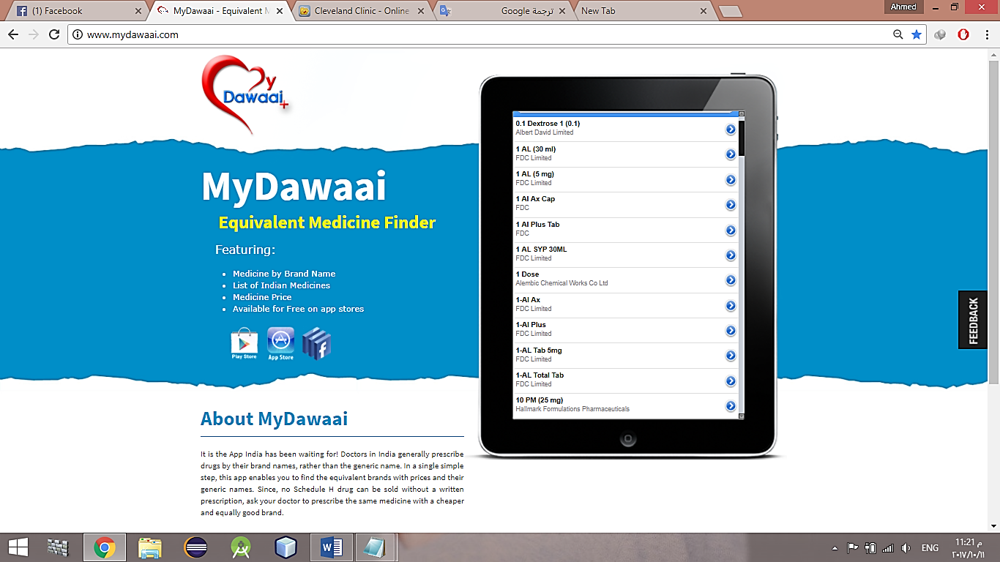 (1) Facebook
MyDawaai - Equivalent M
Cleveland Clinic - Online
ترجمة Google
New Tab
Ahmed
www.mydawaai.com
My
Dawaai+
MyDawaai
Equivalent Medicine Finder
Featuring:
Medicine by Brand Name
List of Indian Medicines
Medicine Price
Available for Free on app stores
Play Store
App Store
f
About MyDawaai
It is the App India has been waiting for! Doctors in India generally prescribe
drugs by their brand names, rather than the generic name. In a single simple
step, this app enables you to find the equivalent brands with prices and their
generic names. Since, no Schedule H drug can be sold without a written
prescription, ask your doctor to prescribe the same medicine with a cheaper
and equally good brand.
0.1 Dextrose 1 (0.1)
Albert David Limited
1 AL (30 ml)
FDC Limited
1 AL (5 mg)
FDC Limited
1 Al Ax Cap
FDC
1 Al Plus Tab
FDC
1 AL SYP 30ML
FDC Limited
1 Dose
Alembic Chemical Works Co Ltd
1-Al Ax
FDC Limited
1-Al Plus
FDC Limited
1-AL Tab 5mg
FDC Limited
1-AL Total Tab
FDC Limited
10 PM (25 mg)
Hallmark Formulations Pharmaceuticals
FEEDBACK
ENG
11:21 م
٢٠١٧/١٠/١١